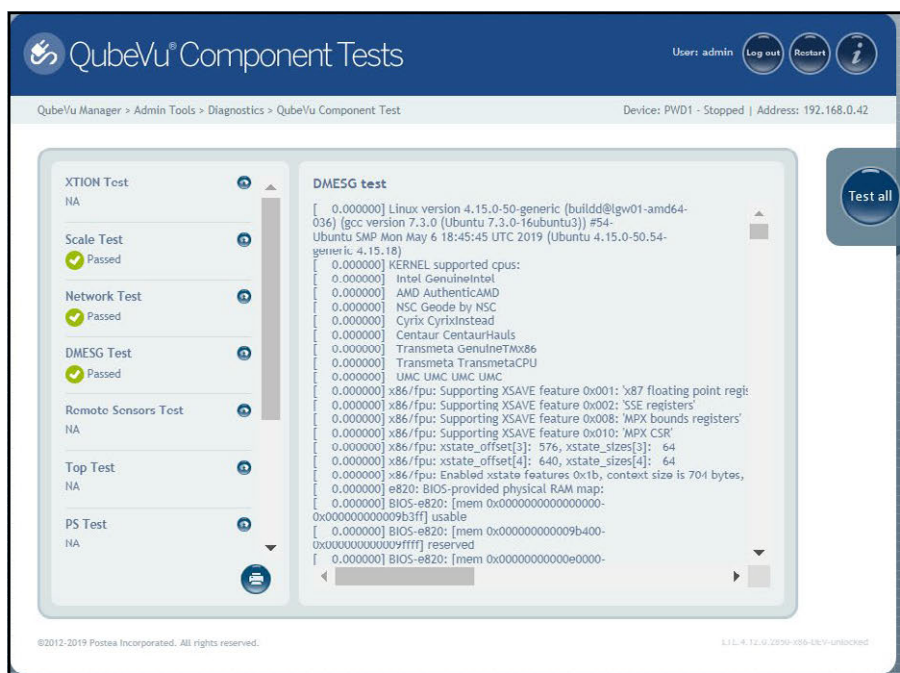 QubeVu® Component Tests
User: admin
Log out
Restart
i
QubeVu Manager > Admin Tools > Diagnostics > QubeVu Component Test
Device: PWD1 - Stopped | Address: 192.168.0.42
XTION Test
NA
Scale Test
Passed
Network Test
Passed
DMESG Test
Passed
Remote Sensors Test
NA
Top Test
NA
PS Test
NA
DMESG test
[ 0.000000] Linux version 4.15.0-50-generic (buildd@lgw01-amd64-
036) (gcc version 7.3.0 (Ubuntu 7.3.0-16ubuntu3)) #54-
Ubuntu SMP Mon May 6 18:45:45 UTC 2019 (Ubuntu 4.15.0-50.54-
generic 4.15.18)
[ 0.000000] KERNEL supported cpus:
[ 0.000000] Intel GenuineIntel
[ 0.000000] AMD AuthenticAMD
[ 0.000000] NSC Geode by NSC
[ 0.000000] Cyrix CyrixInstead
[ 0.000000] Centaur CentaurHauls
[ 0.000000] Transmeta GenuineTMx86
[ 0.000000] Transmeta TransmetaCPU
[ 0.000000] UMC UMC UMC UMC
[ 0.000000] x86/fpu: Supporting XSAVE feature 0x001: 'x87 floating point regis
[ 0.000000] x86/fpu: Supporting XSAVE feature 0x002: 'SSE registers'
[ 0.000000] x86/fpu: Supporting XSAVE feature 0x008: 'MPX bounds registers'
[ 0.000000] x86/fpu: Supporting XSAVE feature 0x010: 'MPX CSR'
[ 0.000000] x86/fpu: xstate_offset[3]: 576, xstate_sizes[3]: 64
[ 0.000000] x86/fpu: xstate_offset[4]: 640, xstate_sizes[4]: 64
[ 0.000000] x86/fpu: Enabled xstate features 0x1b, context size is 704 bytes,
[ 0.000000] e820: BIOS-provided physical RAM map:
[ 0.000000] BIOS-e820: [mem 0x0000000000000000-
0x000000000009b3ff] usable
[ 0.000000] BIOS-e820: [mem 0x000000000009b400-
0x000000000009ffff] reserved
[ 0.000000] BIOS-e820: [mem 0x00000000000e0000-
Test all
©2012-2019 Postea Incorporated. All rights reserved.